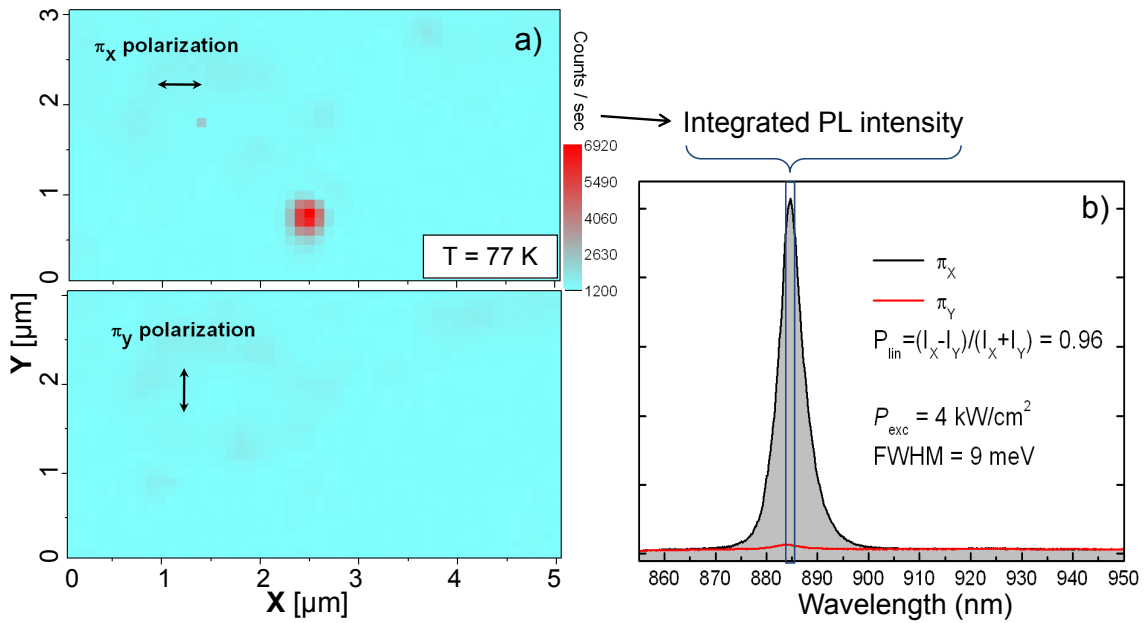 a)
πx polarization
T = 77 K
3
2
1
0
Counts / sec
6920
5490
4060
2630
1200
πy polarization
2
1
0
Y [µm]
0
1
2
3
4
5
X [µm]
Integrated PL intensity
b)
πX
πY
Plin=(IX-IY)/(IX+IY) = 0.96
Pexc = 4 kW/cm2
FWHM = 9 meV
860 870 880 890 900 910 920 930 940 950
Wavelength (nm)